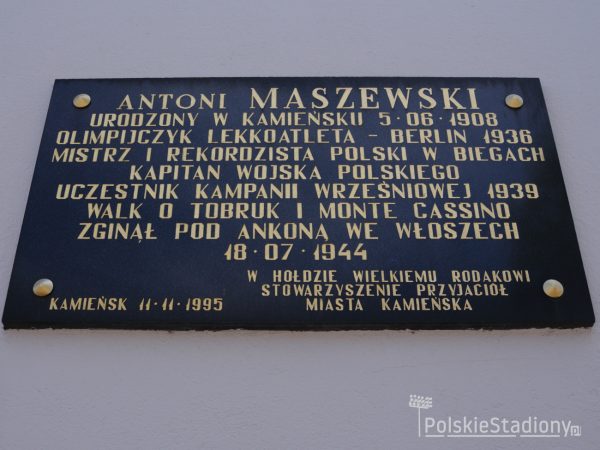 ANTONI MASZEWSKI
URODZONY W KAMIEŃSKU 5·06·1908
OLIMPIJCZYK LEKKOATLETA - BERLIN 1936
MISTRZ I REKORDZISTA POLSKI W BIEGACH
KAPITAN WOJSKA POLSKIEGO
UCZESTNIK KAMPANII WRZEŚNIOWEJ 1939
WALK O TOBRUK I MONTE CASSINO
ZGINĄŁ POD ANKONĄ WE WŁOSZECH
18·07·1944
W HOŁDZIE WIELKIEMU RODAKOWI
STOWARZYSZENIE PRZYJACIÓŁ
MIASTA KAMIEŃSKA
KAMIEŃSK 11·11·1995
PolskieStadiony.pl